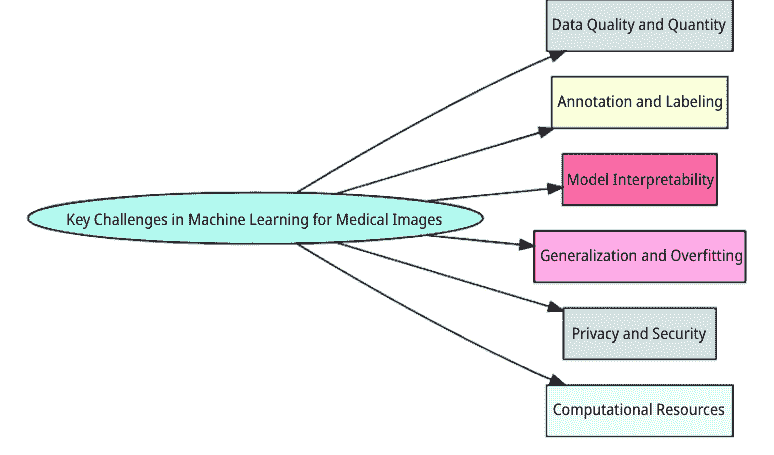 Data Quality and Quantity
Annotation and Labeling
Model Interpretability
Key Challenges in Machine Learning for Medical Images
Generalization and Overfitting
Privacy and Security
Computational Resources